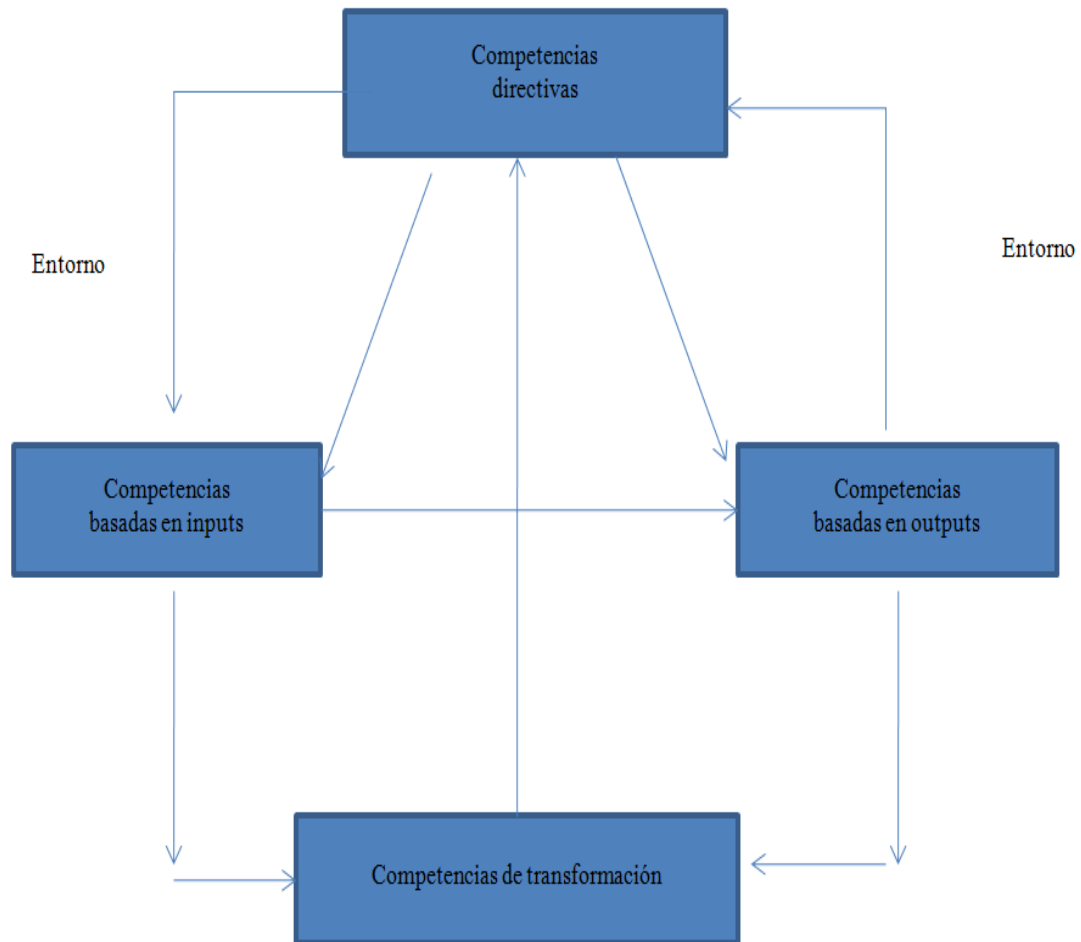 Competencias
directivas
Entorno
Entorno
Competencias
basadas en inputs
Competencias
basadas en outputs
Competencias de transformación